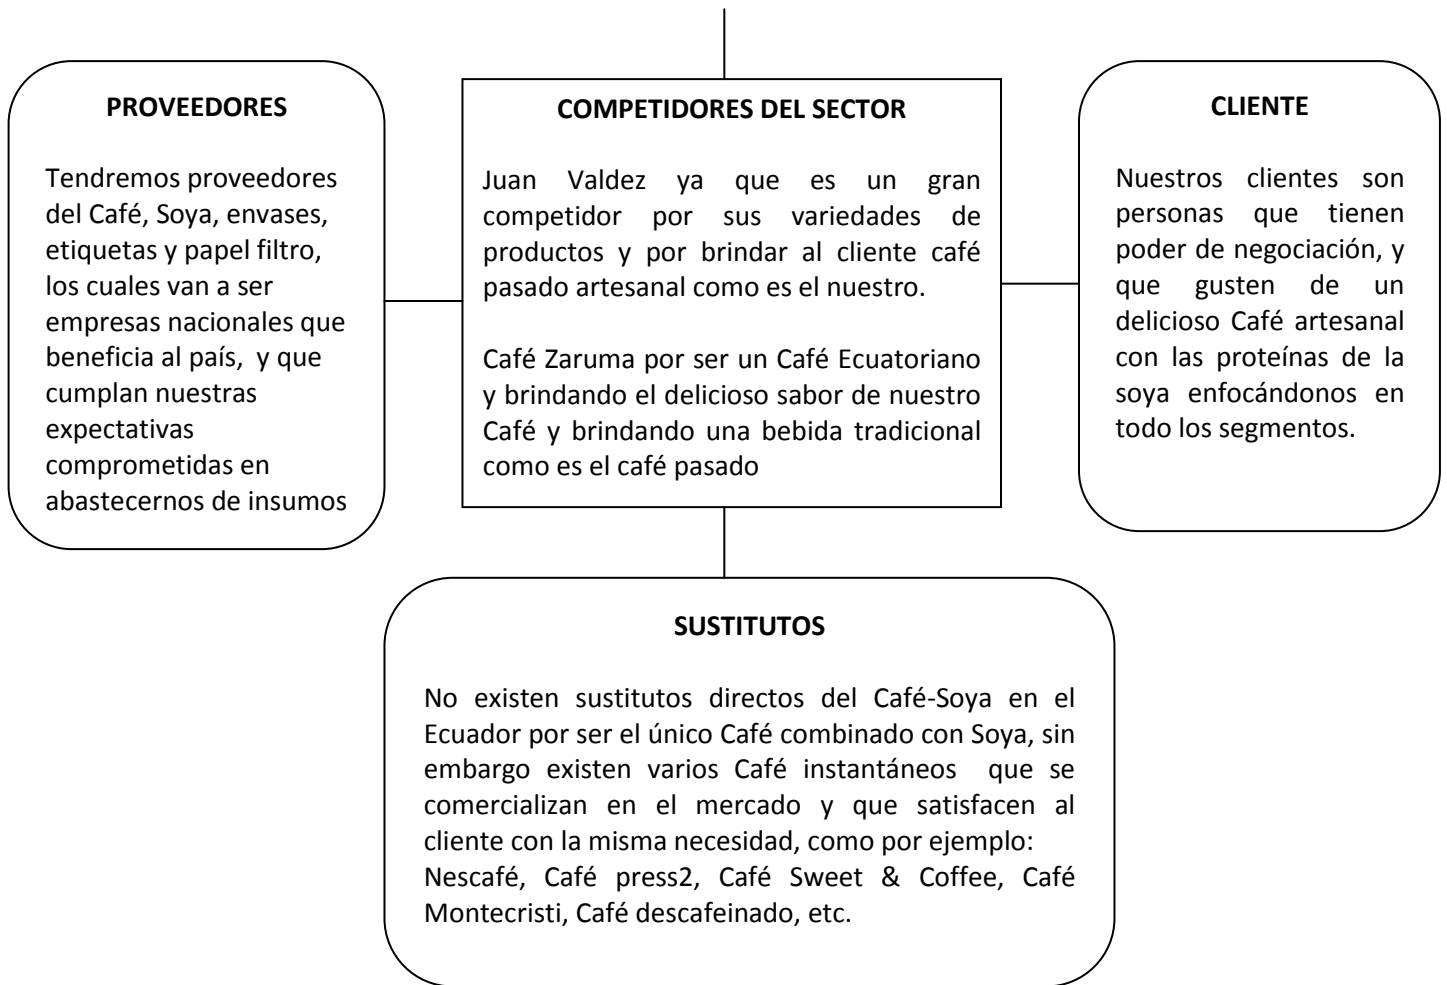 PROVEEDORES
Tendremos proveedores
del Café, Soya, envases,
etiquetas y papel filtro,
los cuales van a ser
empresas nacionales que
beneficia al país, y que
cumplan nuestras
expectativas
comprometidas en
abastecernos de insumos
COMPETIDORES DEL SECTOR
Juan Valdez ya que es un gran
competidor por sus variedades de
productos y por brindar al cliente café
pasado artesanal como es el nuestro.
Café Zaruma por ser un Café Ecuatoriano
y brindando el delicioso sabor de nuestro
Café y brindando una bebida tradicional
como es el café pasado
CLIENTE
Nuestros clientes son
personas que tienen
poder de negociación, y
que gusten de un
delicioso Café artesanal
con las proteínas de la
soya enfocándonos en
todo los segmentos.
SUSTITUTOS
No existen sustitutos directos del Café-Soya en el
Ecuador por ser el único Café combinado con Soya, sin
embargo existen varios Café instantáneos que se
comercializan en el mercado y que satisfacen al
cliente con la misma necesidad, como por ejemplo:
Nescafé, Café press2, Café Sweet & Coffee, Café
Montecristi, Café descafeinado, etc.